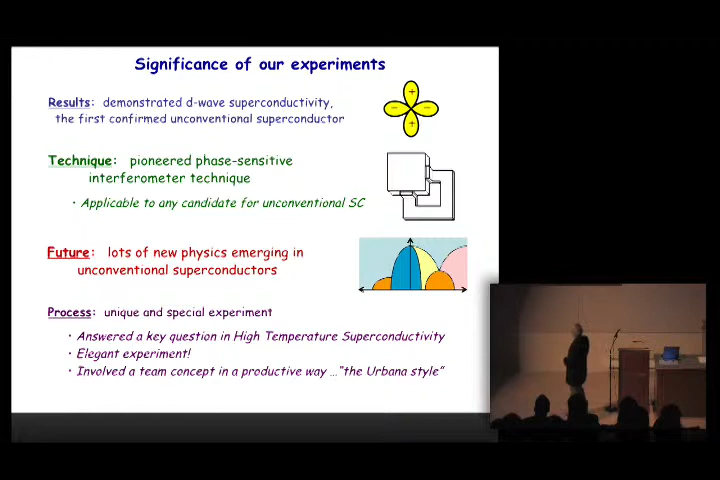 Significance of our experiments
Results: demonstrated d-wave superconductivity,
the first confirmed unconventional superconductor
+
− −
+
Technique: pioneered phase-sensitive
interferometer technique
• Applicable to any candidate for unconventional SC
Future: lots of new physics emerging in
unconventional superconductors
Process: unique and special experiment
• Answered a key question in High Temperature Superconductivity
• Elegant experiment!
• Involved a team concept in a productive way …"the Urbana style"